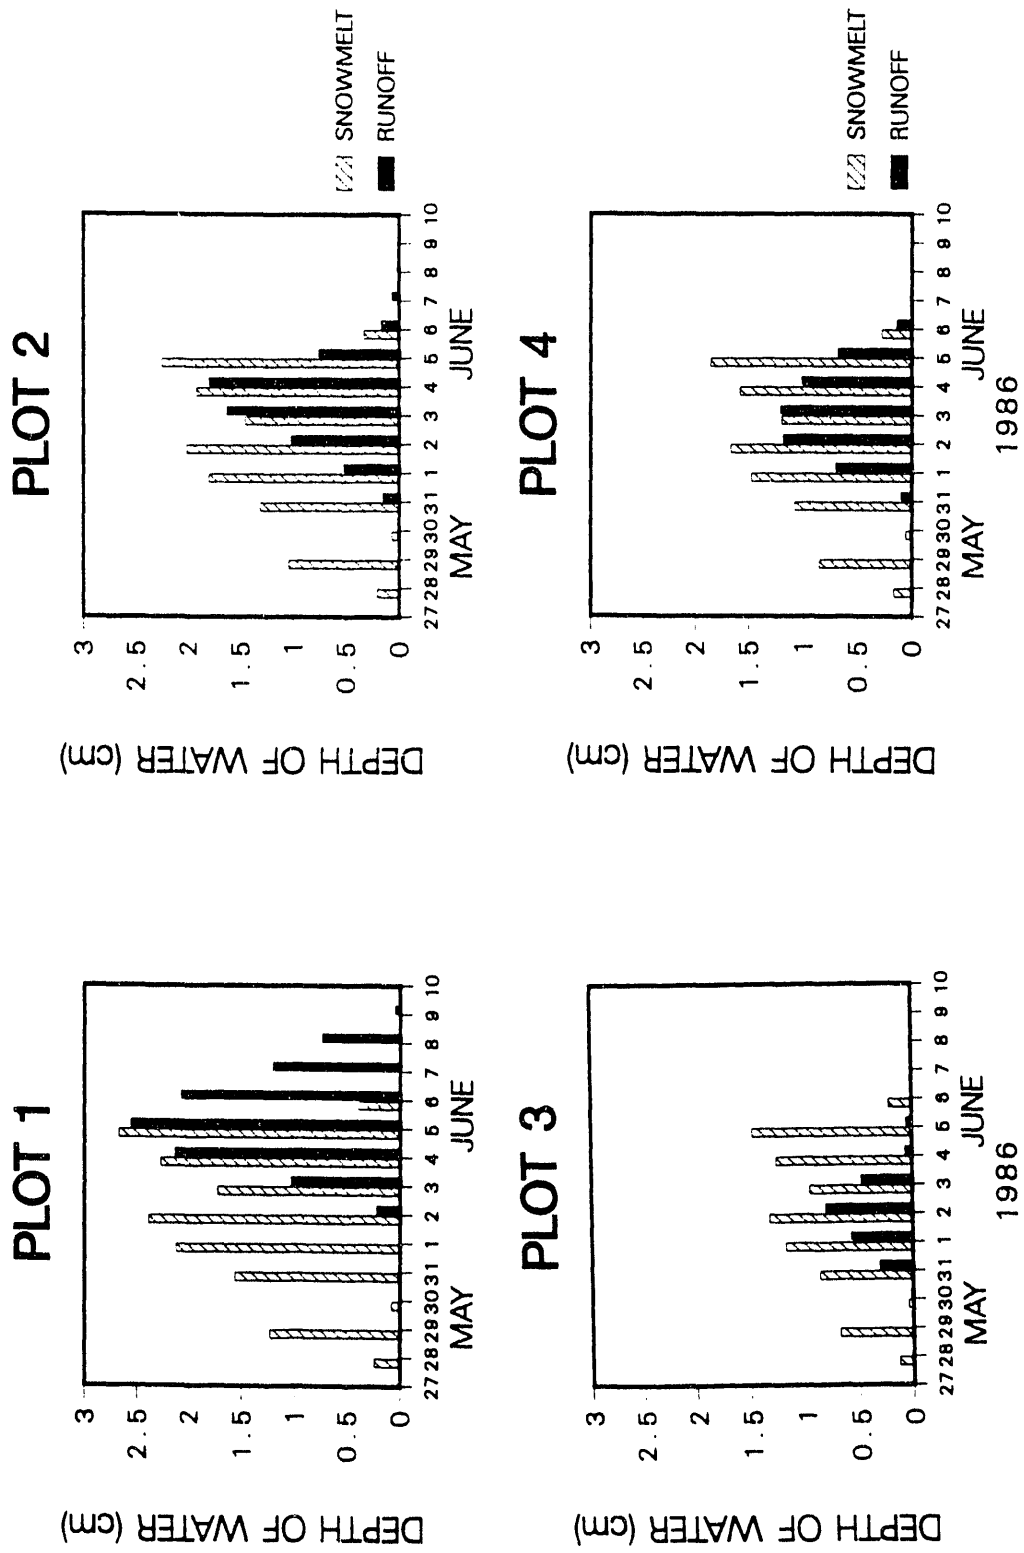 PLOT 1
DEPTH OF WATER (cm)
3
2.5
2
1.5
1
0.5
0
27 28 29 30 31 1 2 3 4 5 6 7 8 9 10
MAY JUNE
PLOT 2
DEPTH OF WATER (cm)
3
2.5
2
1.5
1
0.5
0
27 28 29 30 31 1 2 3 4 5 6 7 8 9 10
MAY JUNE
SNOWMELT
RUNOFF
PLOT 3
DEPTH OF WATER (cm)
3
2.5
2
1.5
1
0.5
0
27 28 29 30 31 1 2 3 4 5 6 7 8 9 10
MAY JUNE
1986
PLOT 4
DEPTH OF WATER (cm)
3
2.5
2
1.5
1
0.5
0
27 28 29 30 31 1 2 3 4 5 6 7 8 9 10
MAY JUNE
1986
SNOWMELT
RUNOFF